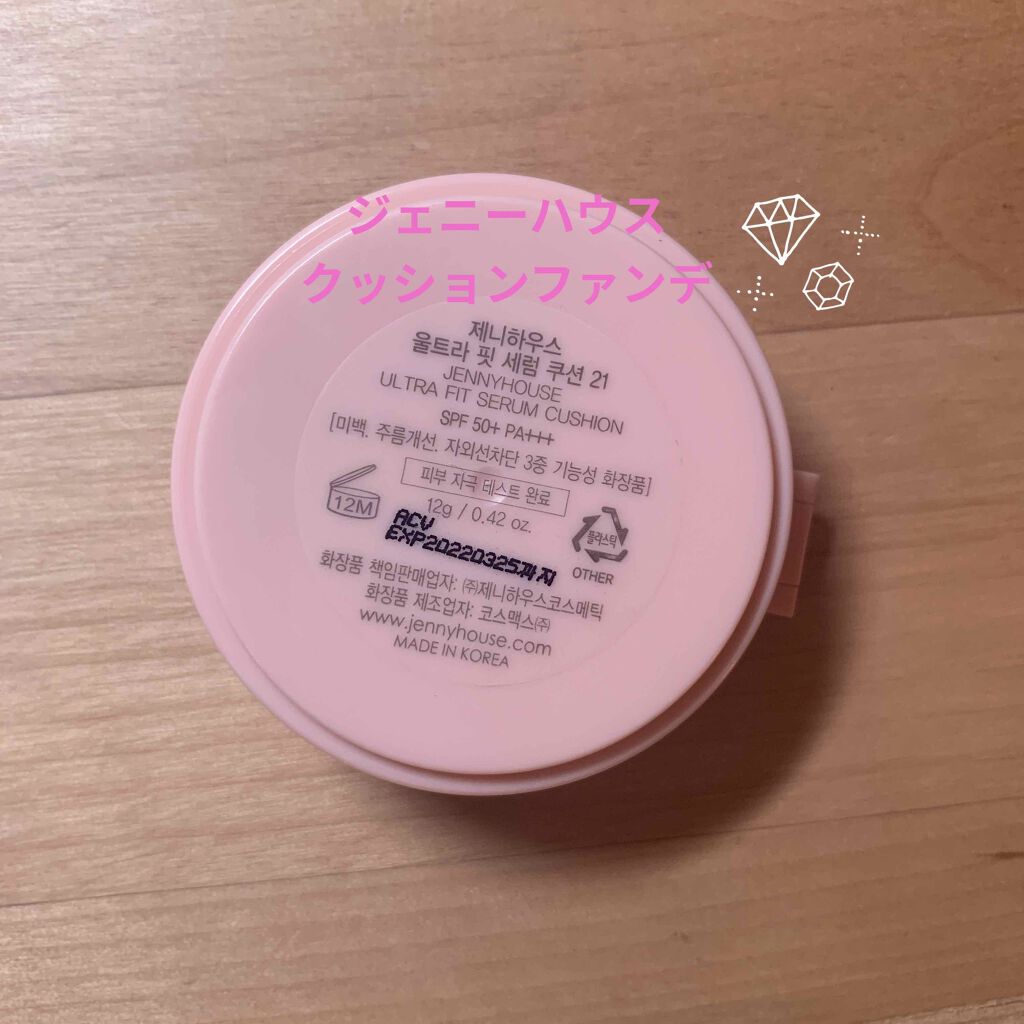 ジェニーハウス
クッションファンデ
제니하우스
울트라 핏 세럼 쿠션 21
JENNYHOUSE
ULTRA FIT SERUM CUSHION
SPF 50+ PA+++
[미백. 주름개선. 자외선차단 3중 기능성 화장품]
피부 자극 테스트 완료
12M
12g / 0.42 oz.
ACV
EXP20220325까지
플라스틱
OTHER
화장품 책임판매업자: ㈜제니하우스코스메틱
화장품 제조업자: 코스맥스㈜
www.jennyhouse.com
MADE IN KOREA